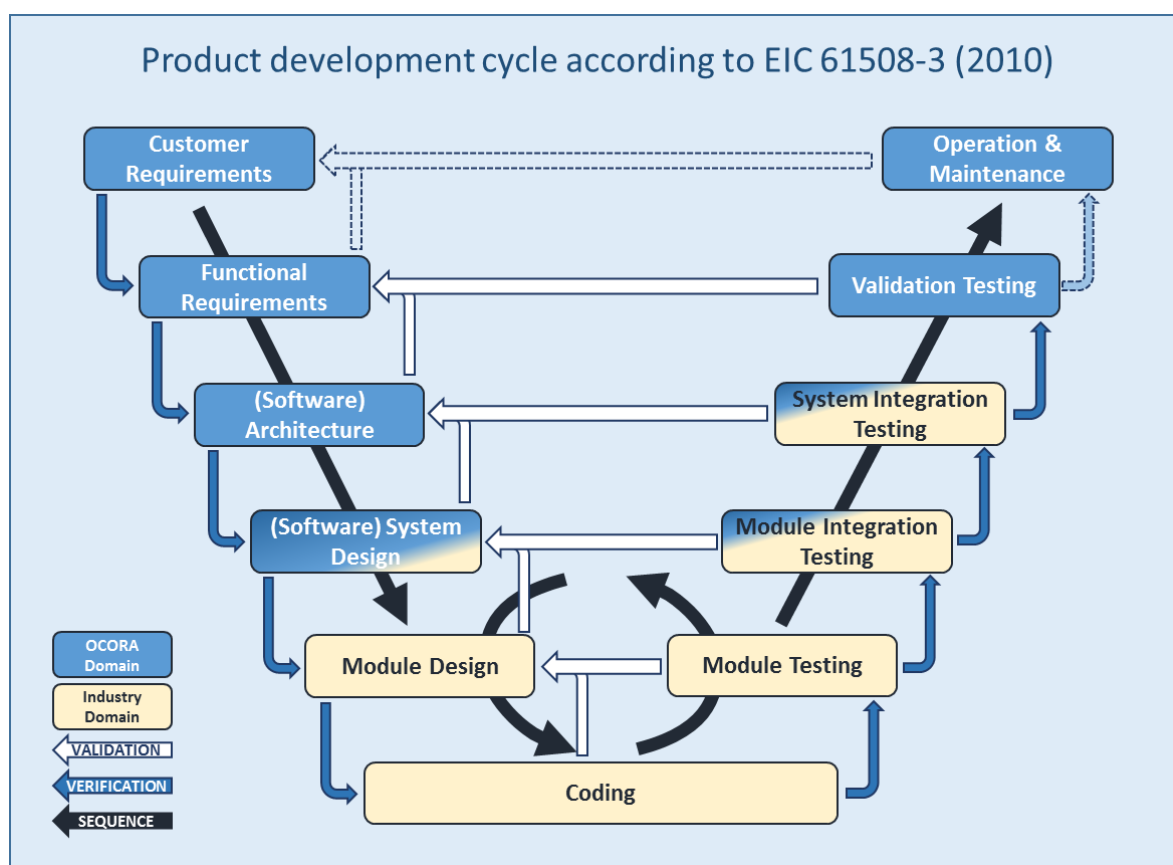 Product development cycle according to EIC 61508-3 (2010)
Customer
Requirements
Operation &
Maintenance
Functional
Requirements
Validation Testing
(Software)
Architecture
System Integration
Testing
(Software) System
Design
Module Integration
Testing
Module Design
Module Testing
Coding
OCORA
Domain
Industry
Domain
VALIDATION
VERIFICATION
SEQUENCE